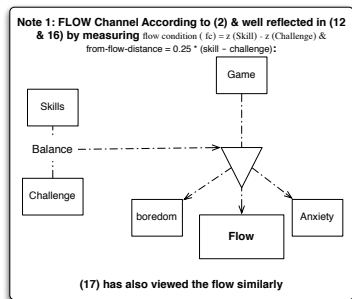 Note 1: FLOW Channel According to (2) & well reflected in (12
& 16) by measuring flow condition ( fc) = z (Skill) - z (Challenge) &
from-flow-distance = 0.25 * (skill - challenge):
Game
Skills
Balance
Challenge
boredom
Flow
Anxiety
(17) has also viewed the flow similarly